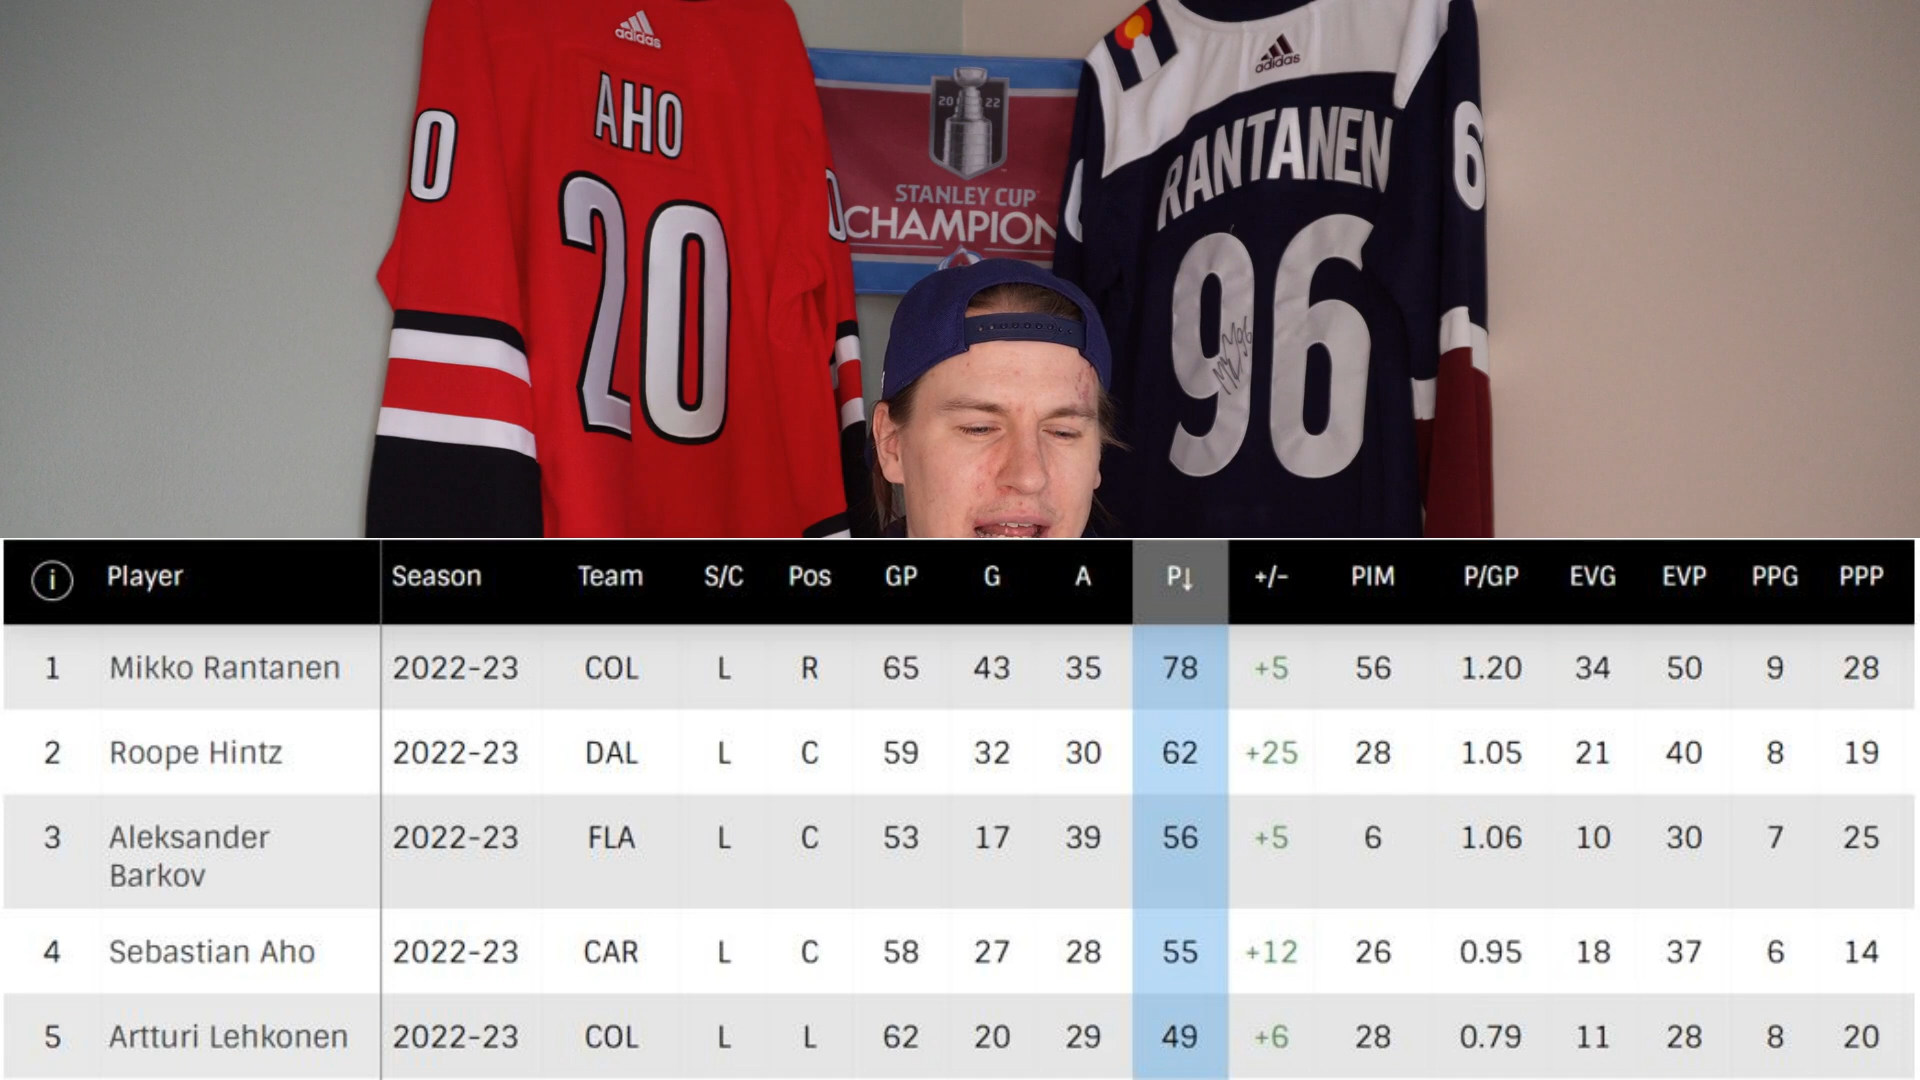 adidas
AHO
0
20
0
20 22
STANLEY CUP
CHAMPION
adidas
RANTANEN
96
6
i Player Season Team S/C Pos GP G A P↓ +/- PIM P/GP EVG EVP PPG PPP
1 Mikko Rantanen 2022-23 COL L R 65 43 35 78 +5 56 1.20 34 50 9 28
2 Roope Hintz 2022-23 DAL L C 59 32 30 62 +25 28 1.05 21 40 8 19
3 Aleksander 2022-23 FLA L C 53 17 39 56 +5 6 1.06 10 30 7 25
Barkov
4 Sebastian Aho 2022-23 CAR L C 58 27 28 55 +12 26 0.95 18 37 6 14
5 Artturi Lehkonen 2022-23 COL L L 62 20 29 49 +6 28 0.79 11 28 8 20